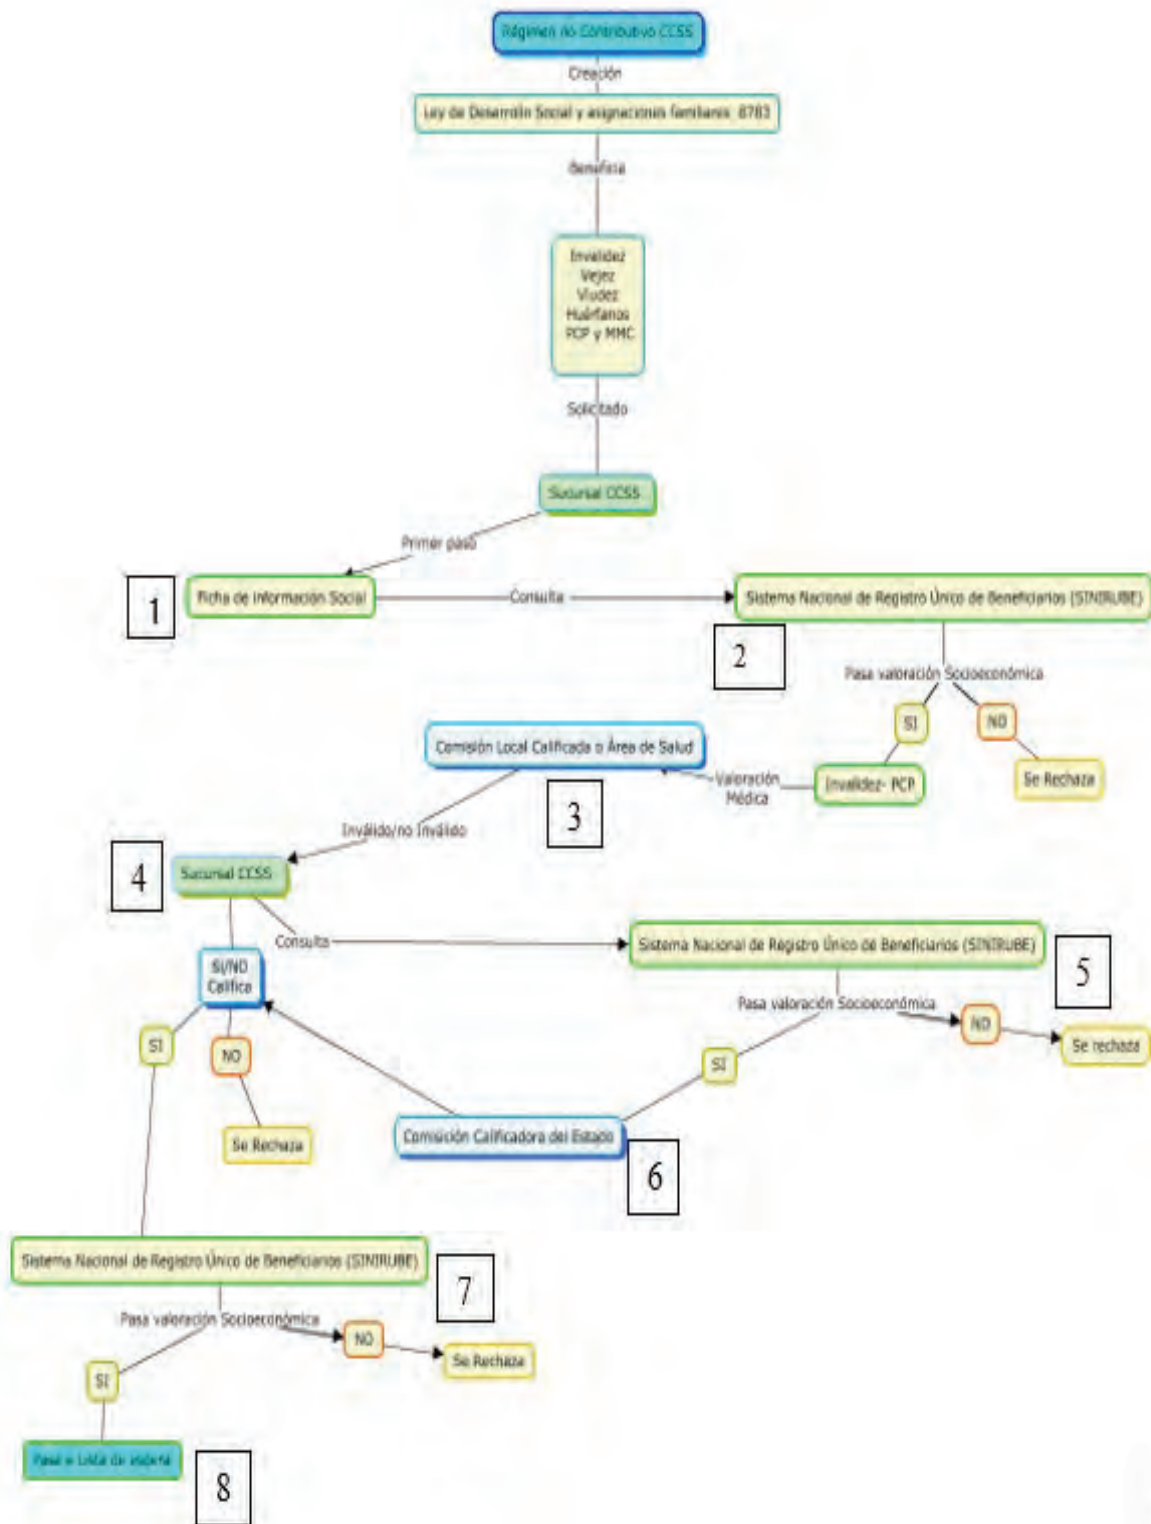 Régimen no Contributivo CCSS
Creación
Ley de Desarrollo Social y asignaciones familiares 8783
Beneficia
Invalidez
Vejez
Viudez
Huérfanos
PCP y MMC
Solicitado
Sucursal CCSS
Primer paso
1
Ficha de Información Social
Consulta
Sistema Nacional de Registro Único de Beneficiarios (SINIRUBE)
2
Pasa valoración Socioeconómica
SI
NO
Comisión Local Calificada o Área de Salud
Valoración
Médica
Invalidez- PCP
Se Rechaza
3
Inválido/no Inválido
4
Sucursal CCSS
Consulta
Sistema Nacional de Registro Único de Beneficiarios (SINIRUBE)
5
SI/NO
Califica
Pasa valoración Socioeconómica
NO
Se rechaza
SI
SI
NO
Se Rechaza
Comisición Calificadora del Estado
6
Sistema Nacional de Registro Único de Beneficiarios (SINIRUBE)
7
Pasa valoración Socioeconómica
NO
Se Rechaza
SI
Pasa a Lista de espera
8